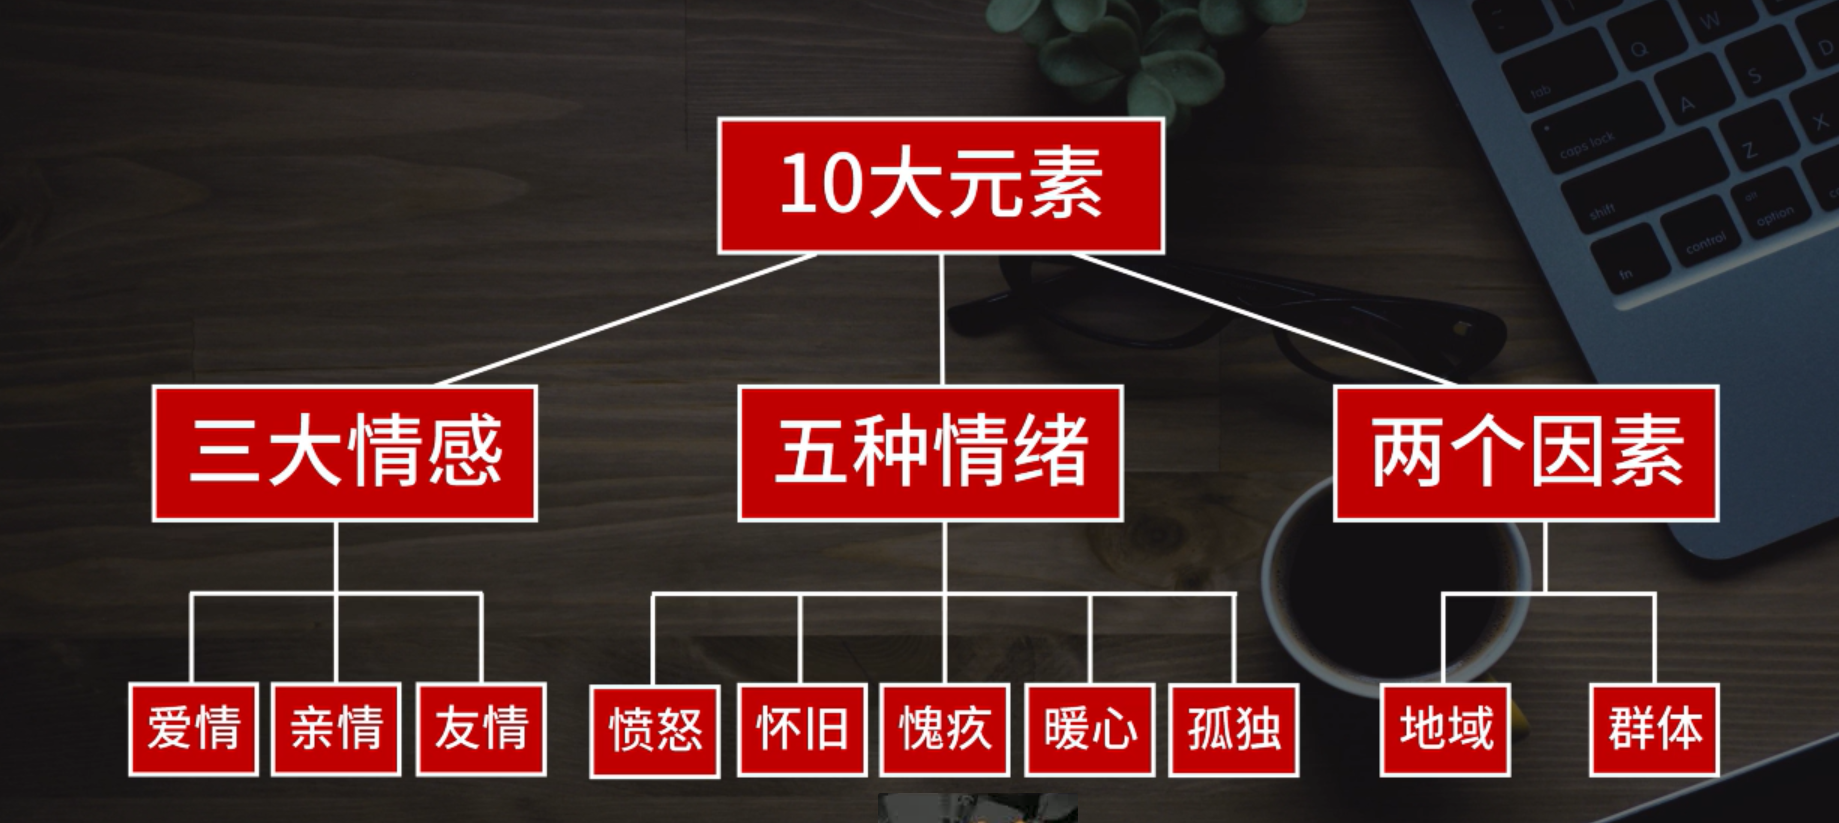 10大元素
三大情感
五种情绪
两个因素
爱情
亲情
友情
愤怒
怀旧
愧疚
暖心
孤独
地域
群体
Q
W
tab
A
S
D
caps lock
Z
X
shift
fn
control
alt
option